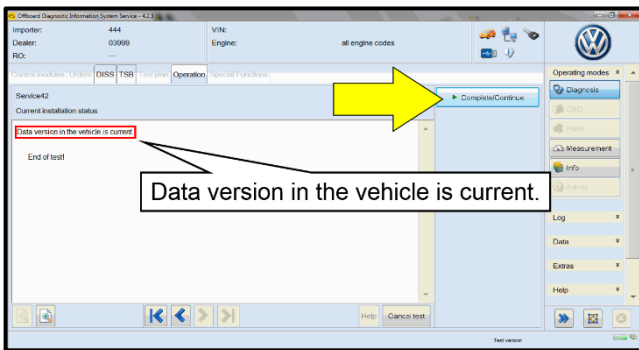 Offboard Diagnostic Information System Service - 4.2.3
Importer: 444 VIN:
Dealer: 03999 Engine: all engine codes
RO: ---
Control modules Orders DISS TSB Test plan Operation Special Functions
Operating modes
Service42
Complete/Continue
Diagnosis
Current installation status
OBD
Data version in the vehicle is current.
Flash
End of test!
Measurement
Data version in the vehicle is current.
Info
Admin
Log
Data
Extras
Help
Help Cancel test
Test version